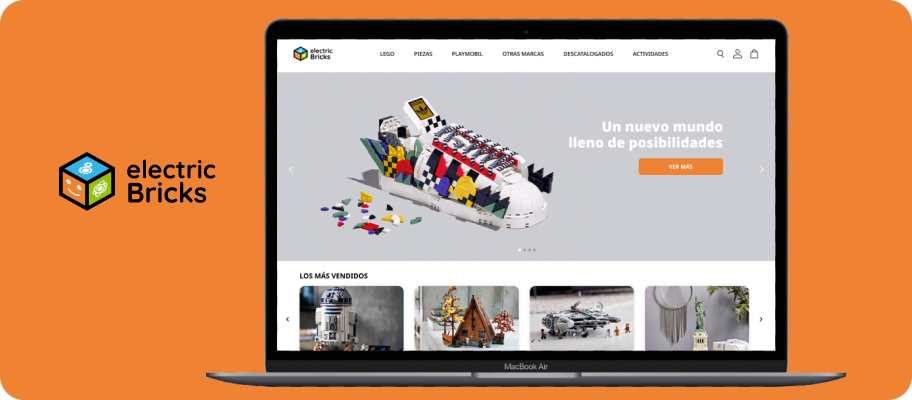 electric
Bricks
electric
Bricks
LEGO
PIEZAS
PLAYMOBIL
OTRAS MARCAS
DESCATALOGADOS
ACTIVIDADES
Un nuevo mundo
lleno de posibilidades
VER MÁS
LOS MÁS VENDIDOS
MacBook Air